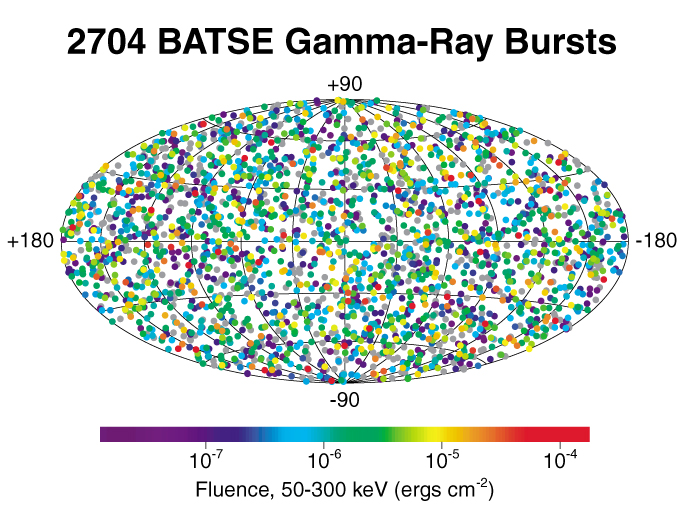 2704 BATSE Gamma-Ray Bursts
+90
+180
-180
-90
10⁻⁷ 10⁻⁶ 10⁻⁵ 10⁻⁴
Fluence, 50-300 keV (ergs cm⁻²)